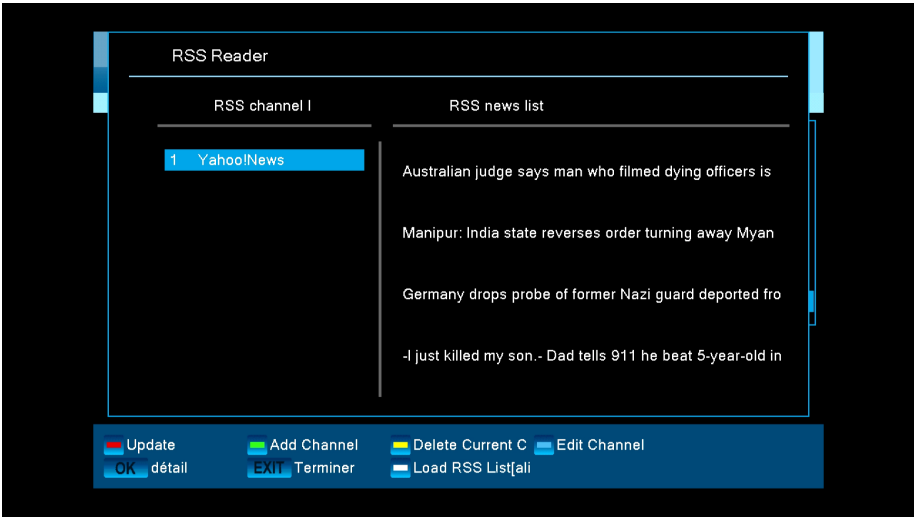 RSS Reader
RSS channel l
RSS news list
1 Yahoo!News
Australian judge says man who filmed dying officers is
Manipur: India state reverses order turning away Myan
Germany drops probe of former Nazi guard deported fro
-I just killed my son.- Dad tells 911 he beat 5-year-old in
Update Add Channel Delete Current C Edit Channel
OK détail EXIT Terminer Load RSS List[ali